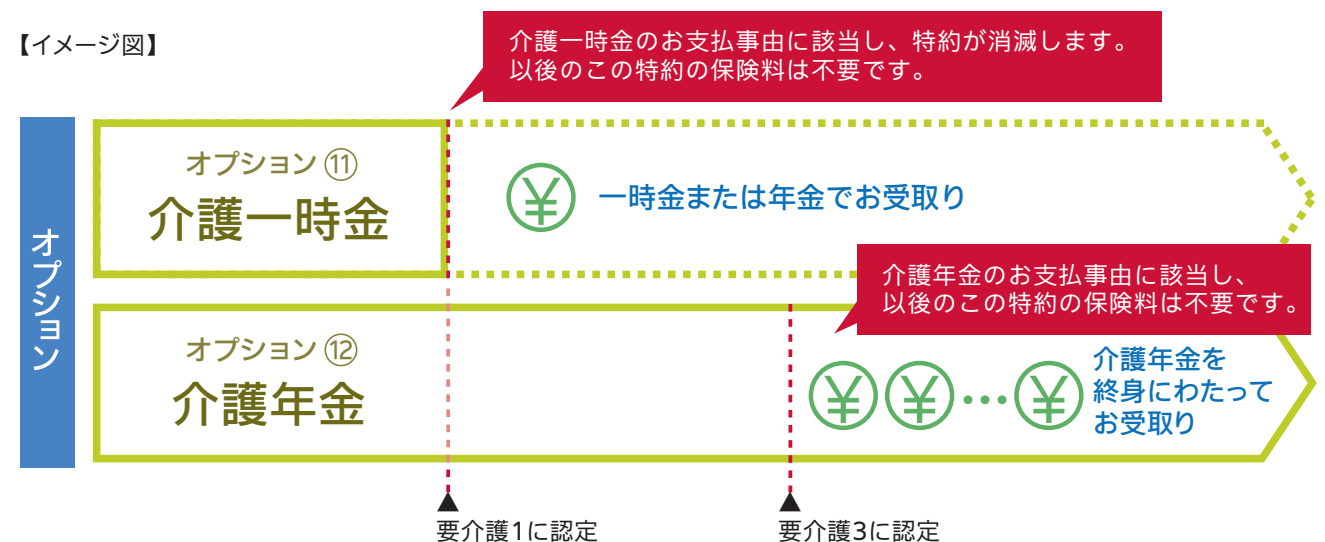 【イメージ図】
介護一時金のお支払事由に該当し、特約が消滅します。
以後のこの特約の保険料は不要です。
オプション
オプション⑪
介護一時金
¥
一時金または年金でお受取り
介護年金のお支払事由に該当し、
以後のこの特約の保険料は不要です。
オプション⑫
介護年金
¥¥…¥
介護年金を
終身にわたって
お受取り
▲
要介護1に認定
▲
要介護3に認定